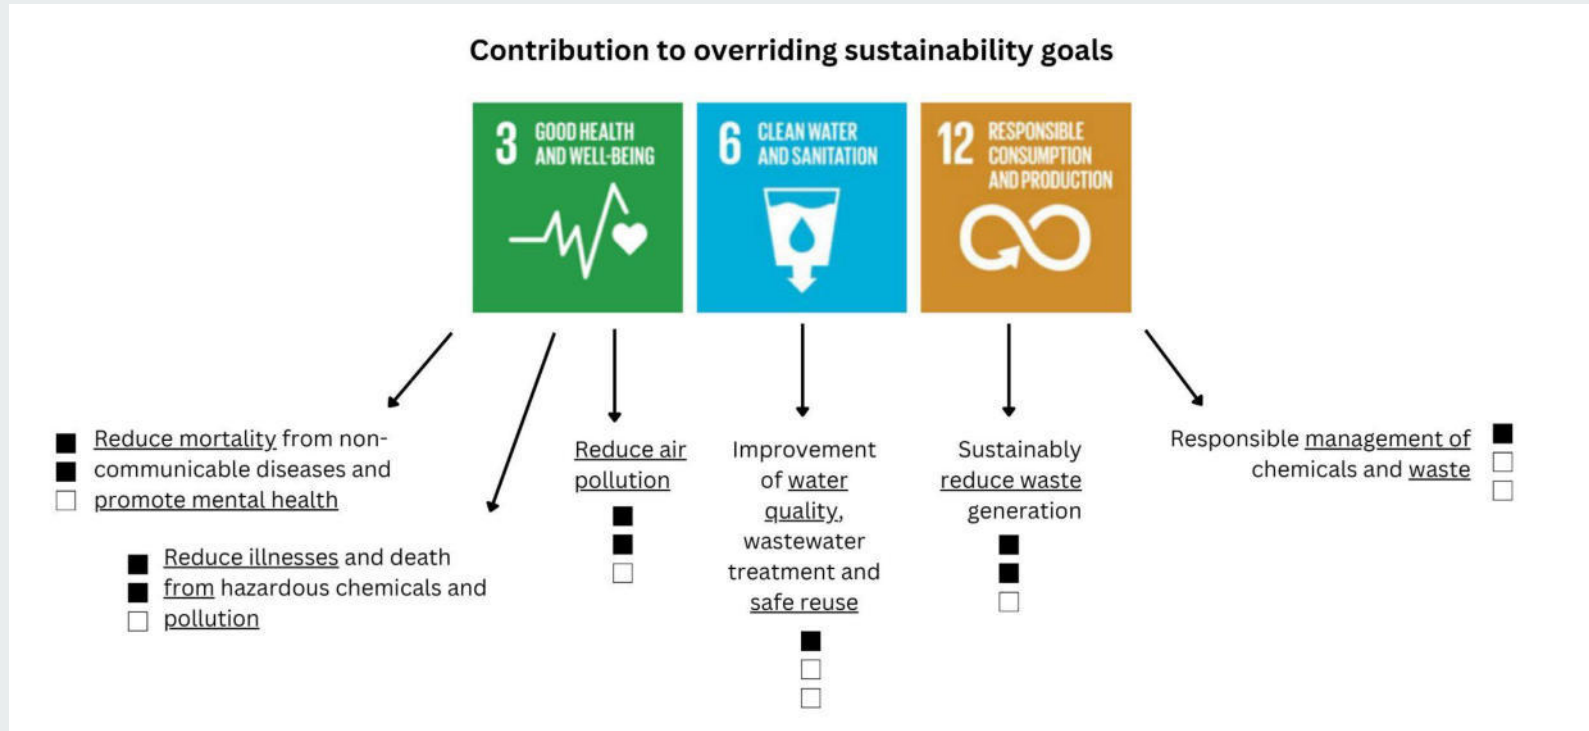 Contribution to overriding sustainability goals
3 GOOD HEALTH
AND WELL-BEING
6 CLEAN WATER
AND SANITATION
12 RESPONSIBLE
CONSUMPTION
AND PRODUCTION
Reduce mortality from non-
communicable diseases and
promote mental health
Reduce illnesses and death
from hazardous chemicals and
pollution
Reduce air
pollution
Improvement
of water
quality,
wastewater
treatment and
safe reuse
Sustainably
reduce waste
generation
Responsible management of
chemicals and waste